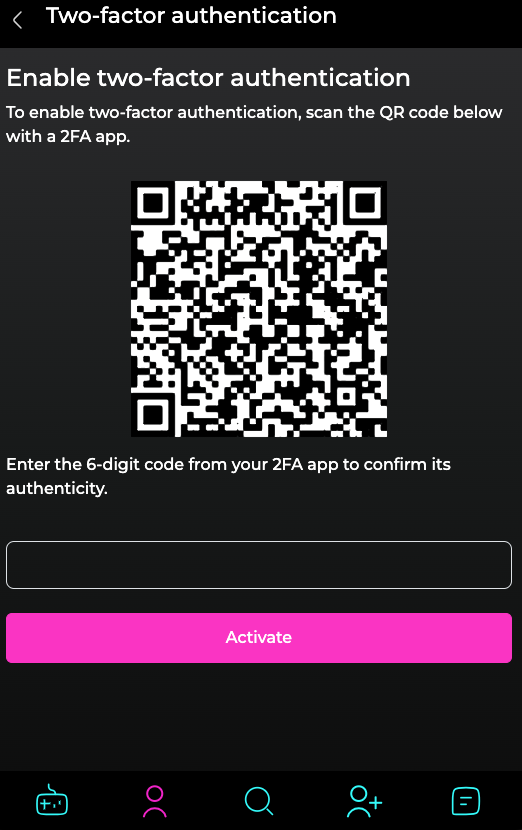 Two-factor authentication
Enable two-factor authentication
To enable two-factor authentication, scan the QR code below
with a 2FA app.
Enter the 6-digit code from your 2FA app to confirm its
authenticity.
Activate